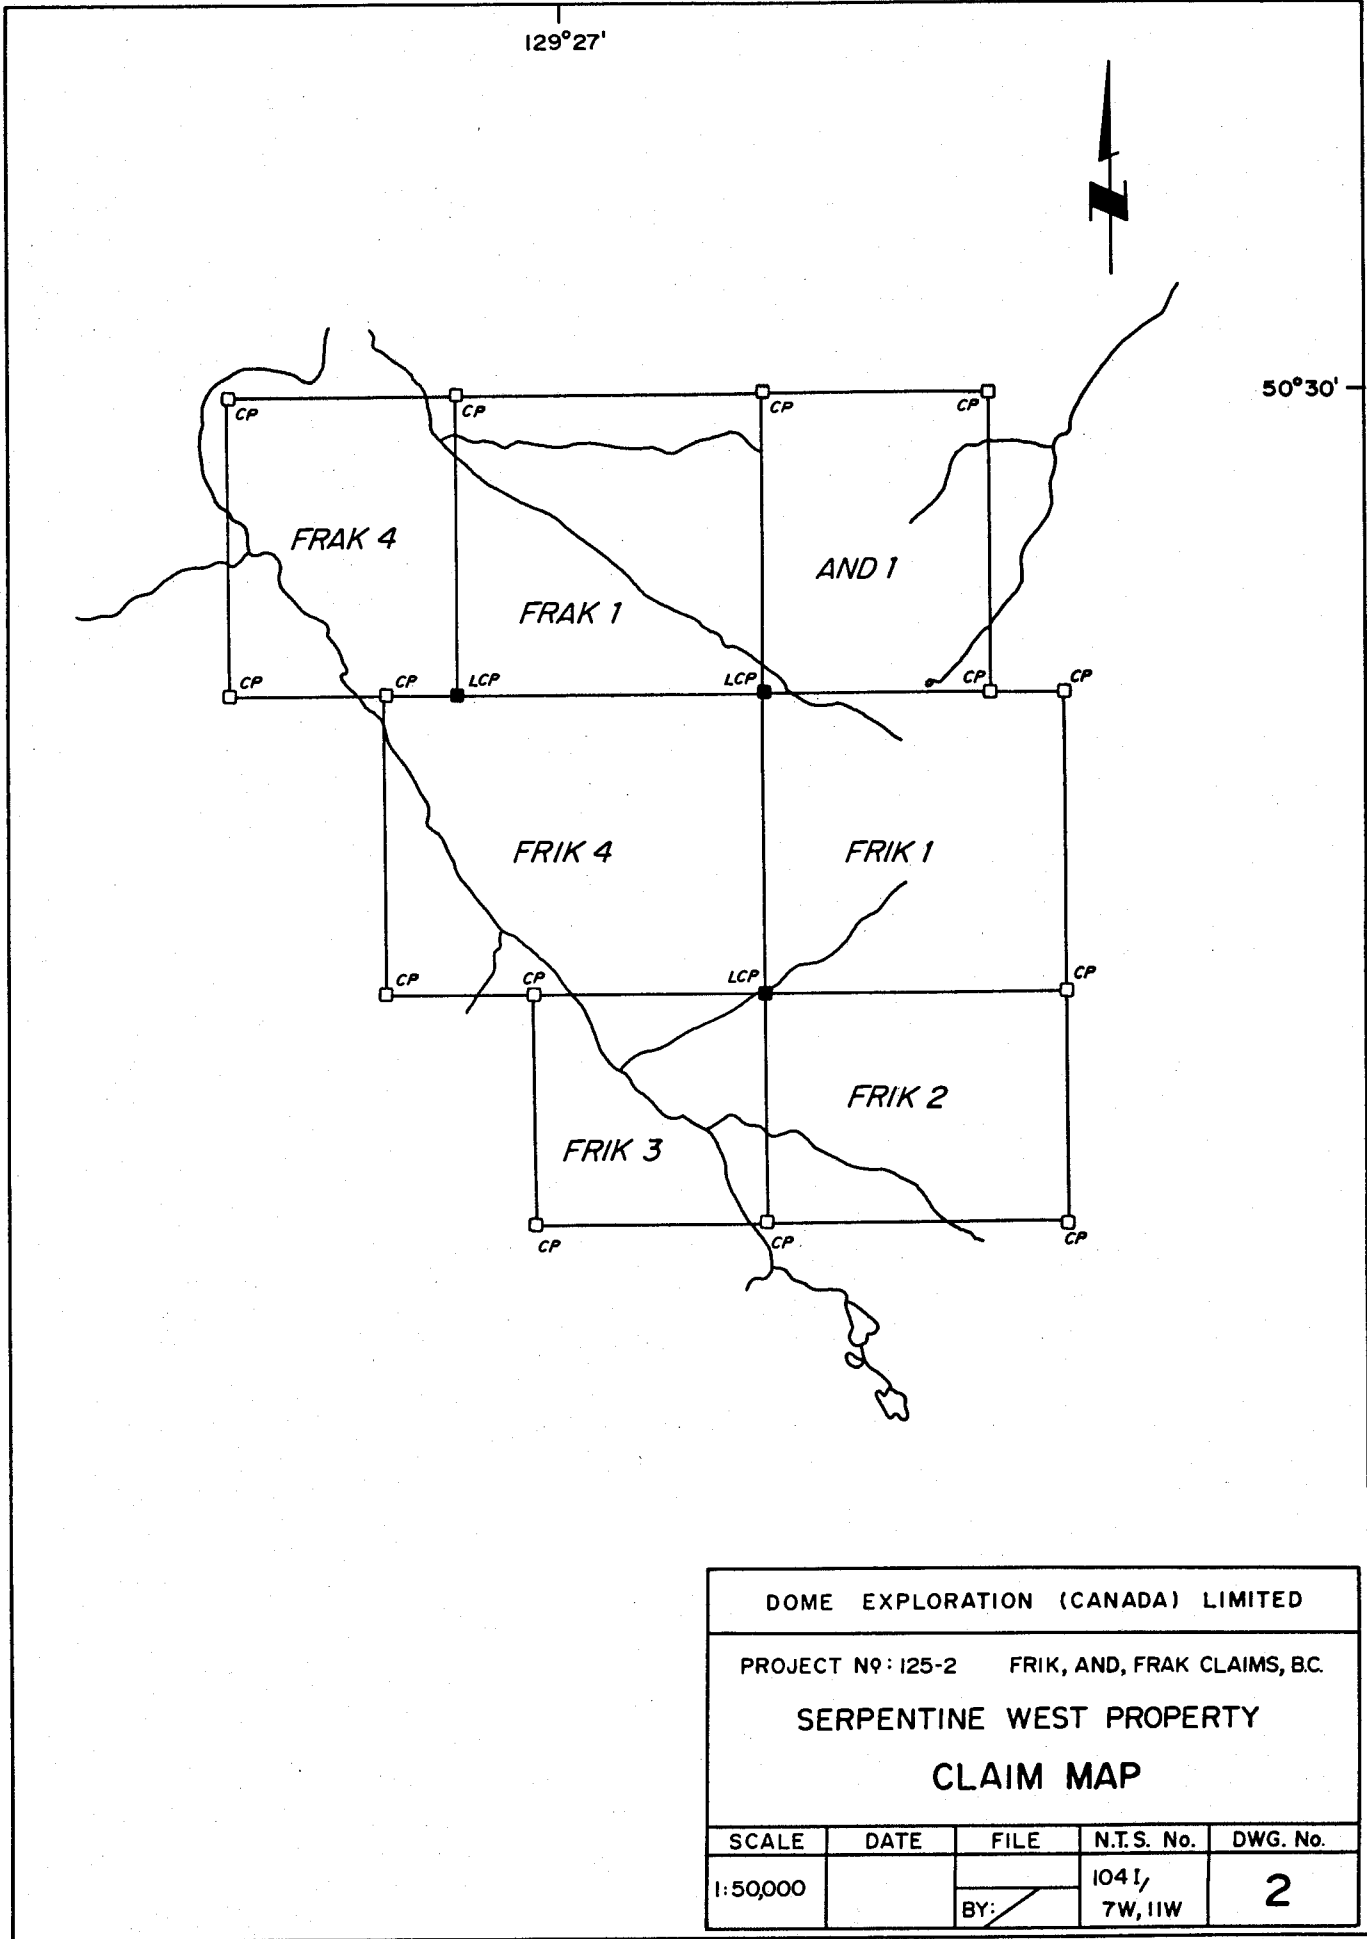 129°27'
N
50°30'
CP CP CP CP
FRAK 4
AND 1
FRAK 1
CP CP LCP LCP CP CP
FRIK 4 FRIK 1
CP CP LCP CP
FRIK 2
FRIK 3
CP CP CP
DOME EXPLORATION (CANADA) LIMITED
PROJECT Nº: 125-2 FRIK, AND, FRAK CLAIMS, B.C.
SERPENTINE WEST PROPERTY
CLAIM MAP
SCALE DATE FILE N.T.S. No. DWG. No.
1:50,000 BY: 104 I/ 2
7W, 11W